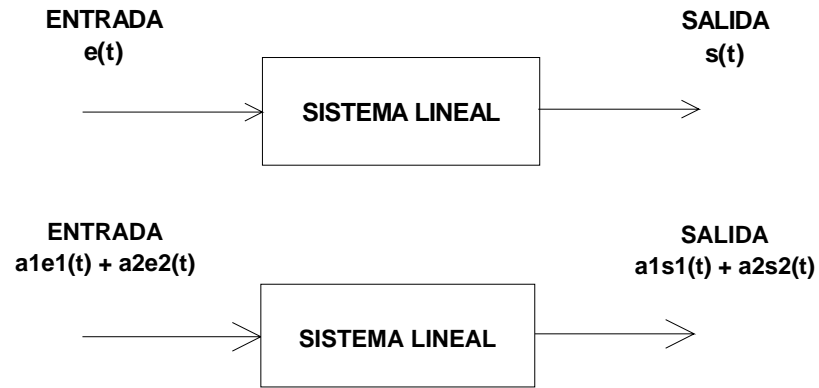 ENTRADA
e(t)
SALIDA
s(t)
SISTEMA LINEAL
ENTRADA
a1e1(t) + a2e2(t)
SALIDA
a1s1(t) + a2s2(t)
SISTEMA LINEAL